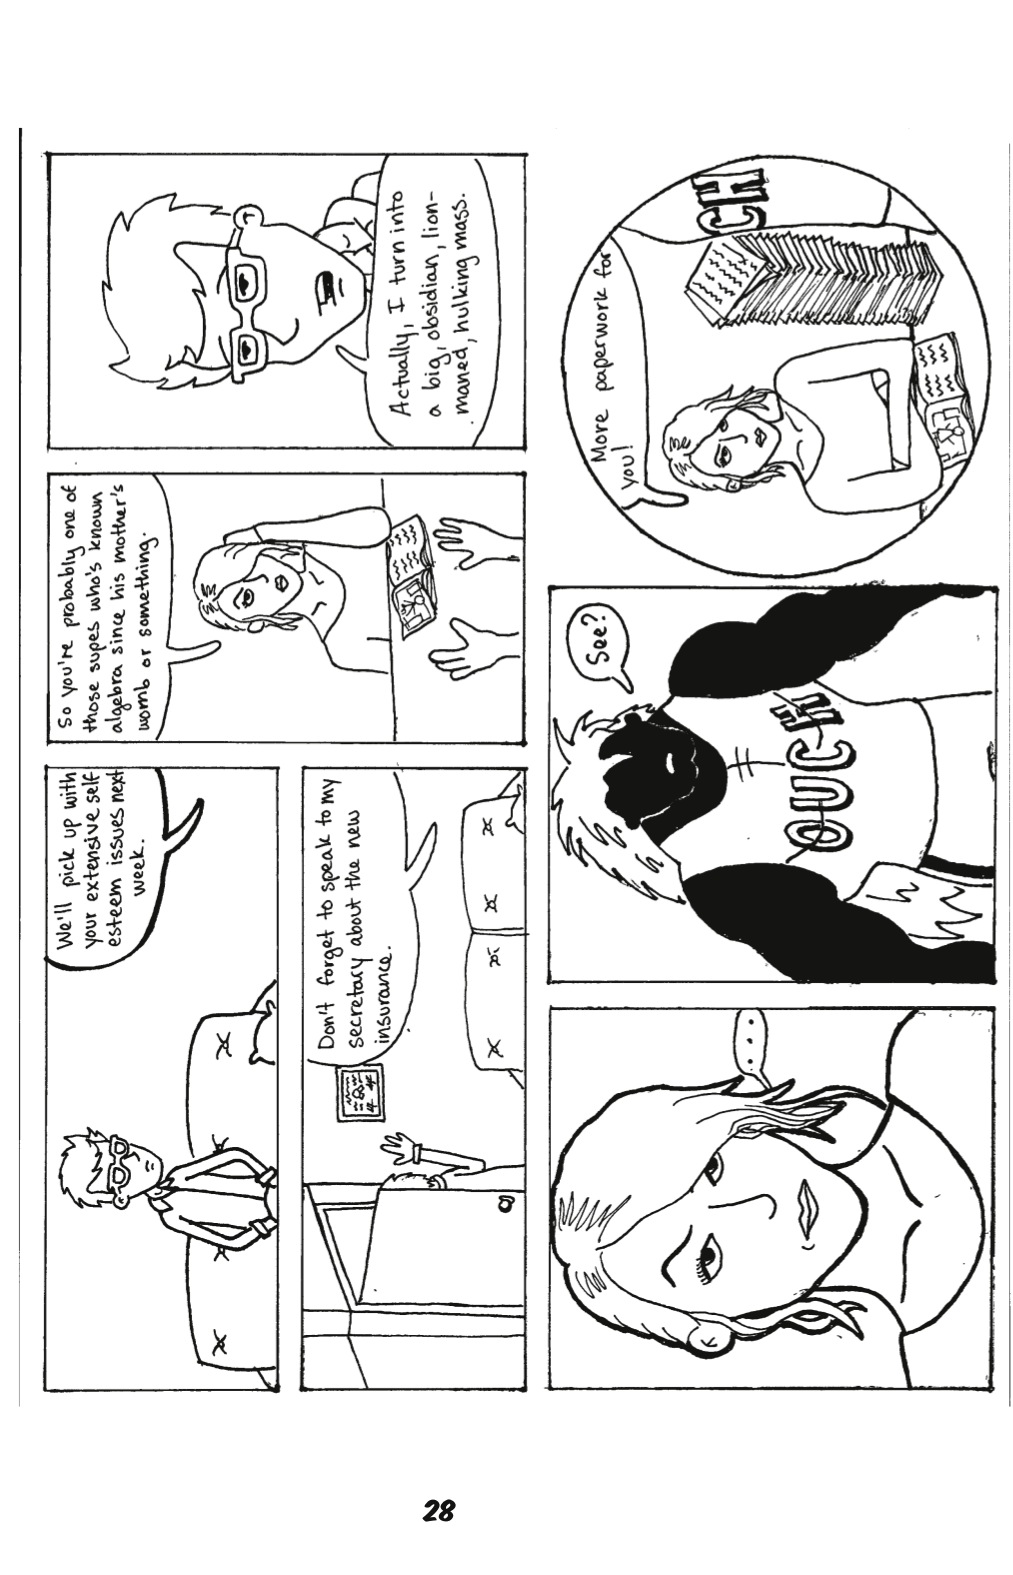 We'll pick up with
your extensive self
esteem issues next
week.
Don't forget to speak to my
secretary about the new
insurance.
So you're probably one of
those supes who's known
algebra since his mother's
womb or something.
Actually, I turn into
a big, obsidian, lion-
maned, hulking mass.
...
See?
OUCH
More paperwork for
you!
CH
28